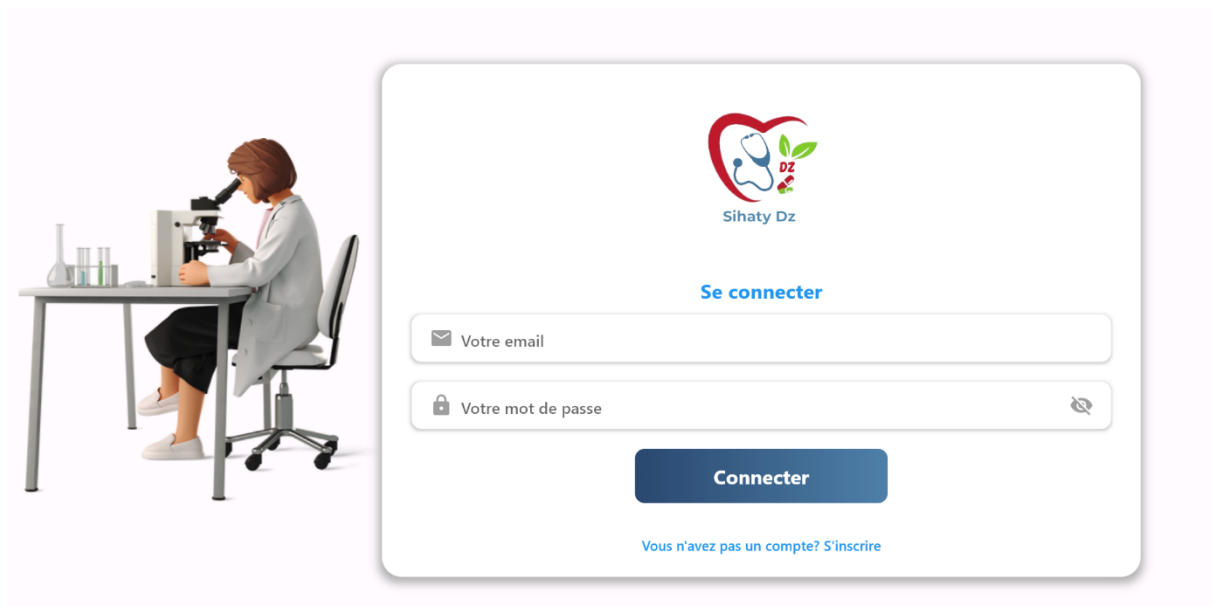 DZ
Sihaty Dz
Se connecter
Votre email
Votre mot de passe
Connecter
Vous n'avez pas un compte? S'inscrire